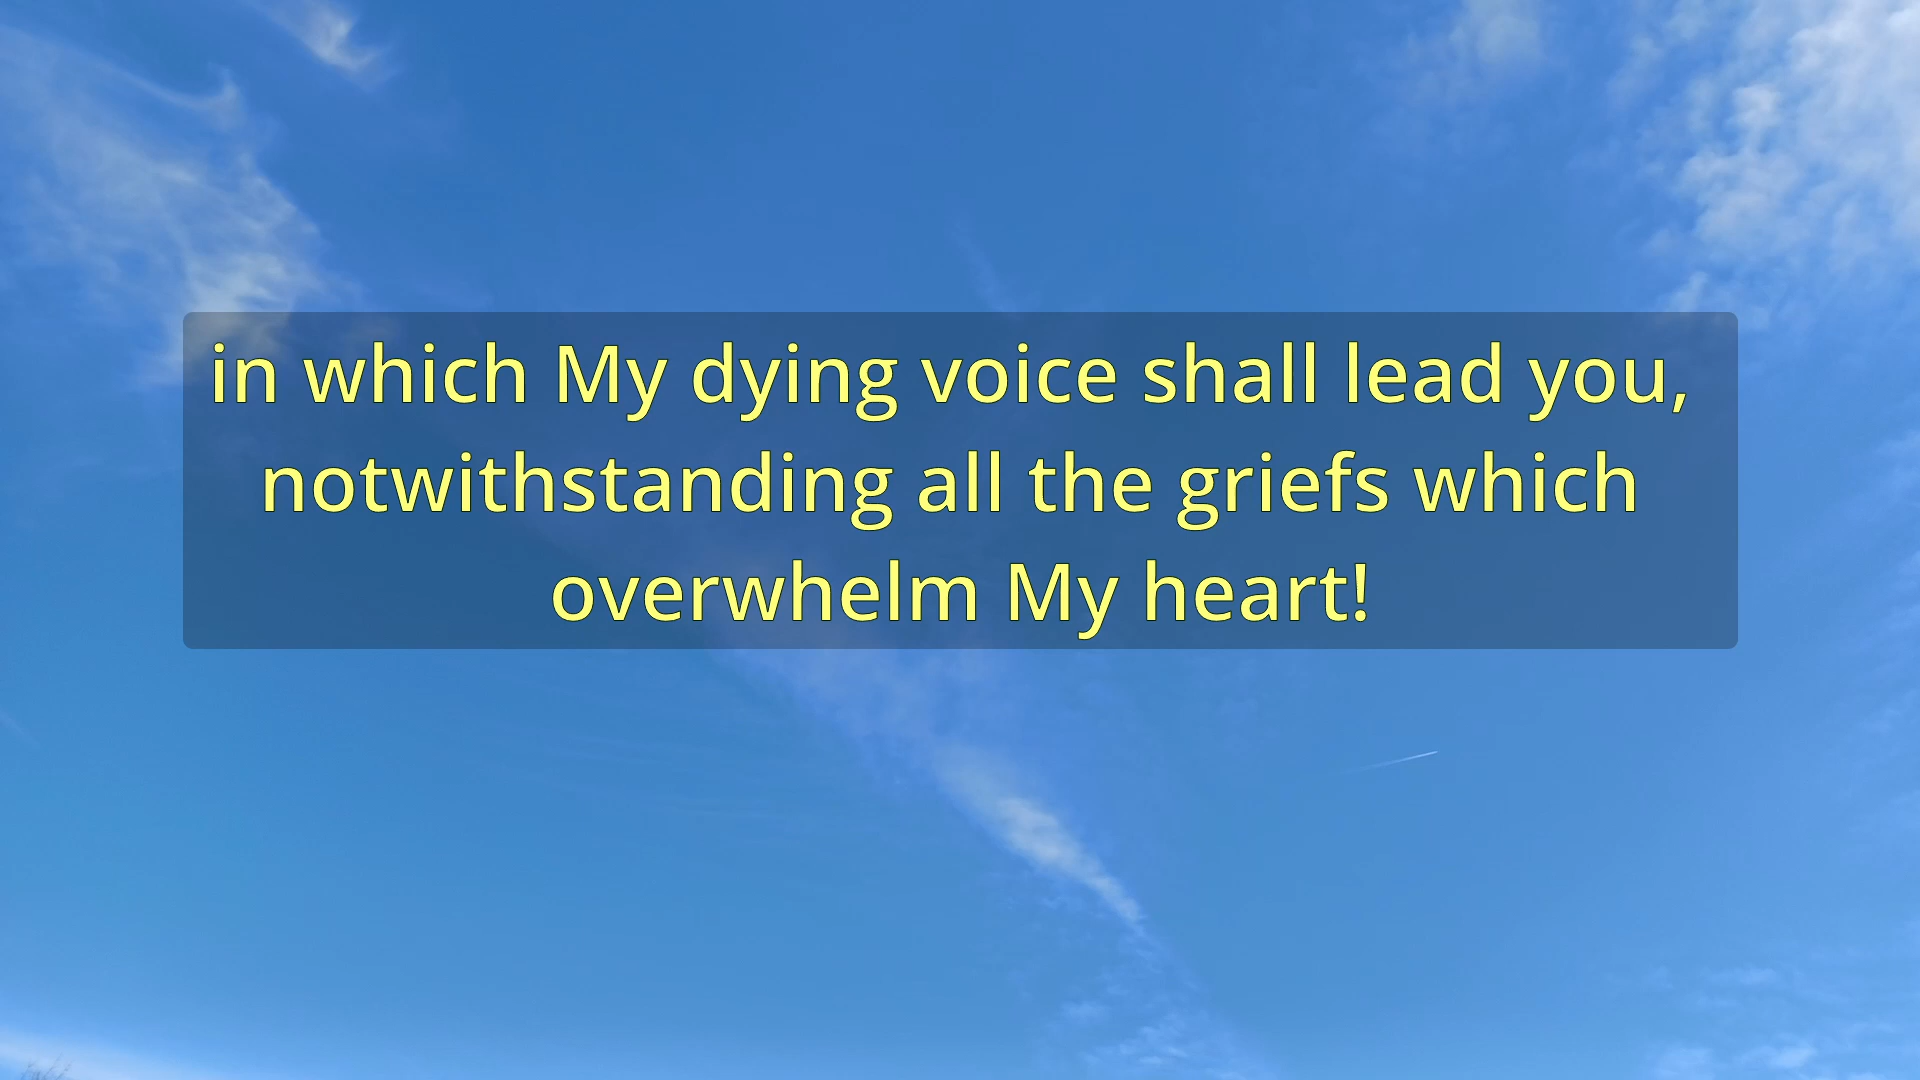 in which My dying voice shall lead you,
notwithstanding all the griefs which
overwhelm My heart!